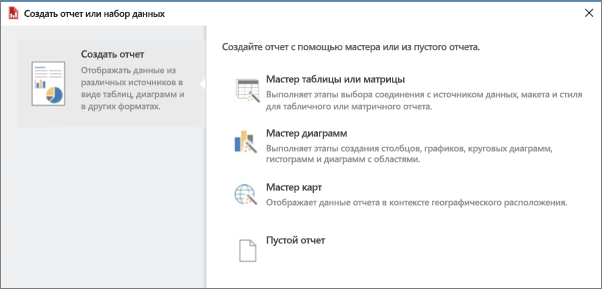 Создать отчет или набор данных
Создать отчет
Отображать данные из
различных источников в
виде таблиц, диаграмм и
в других форматах.
Создайте отчет с помощью мастера или из пустого отчета.
Мастер таблицы или матрицы
Выполняет этапы выбора соединения с источником данных, макета и стиля
для табличного или матричного отчета.
Мастер диаграмм
Выполняет этапы создания столбцов, графиков, круговых диаграмм,
гистограмм и диаграмм с областями.
Мастер карт
Отображает данные отчета в контексте географического расположения.
Пустой отчет